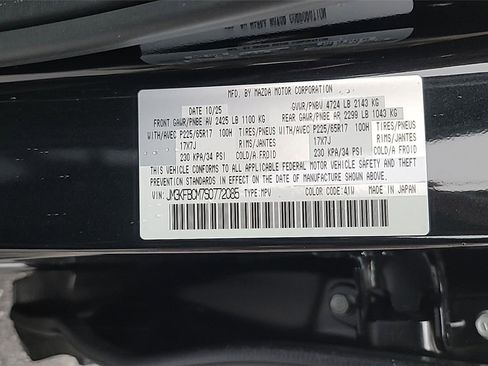 MFD. BY MAZDA MOTOR CORPORATION
DATE 10/25 GVWR/PNBV 4724 LB 2143 KG
FRONT GAWR/PNBE AV 2425 LB 1100 KG REAR GAWR/PNBE AR 2299 LB 1043 KG
WITH/AVEC P225/65R17 100H TIRES/PNEUS WITH/AVEC P225/65R17 100H TIRES/PNEUS
17X7J RIMS/JANTES 17X7J RIMS/JANTES
230 KPA/34 PSI COLD/A FROID 230 KPA/34 PSI COLD/A FROID
THIS VEHICLE CONFORMS TO ALL APPLICABLE FEDERAL MOTOR VEHICLE SAFETY AND THEFT
PREVENTION STANDARDS IN EFFECT ON THE DATE OF MANUFACTURE SHOWN ABOVE.
VIN: JM3KFBCM7S0772085 TYPE: MPV COLOR CODE: 41W MADE IN JAPAN